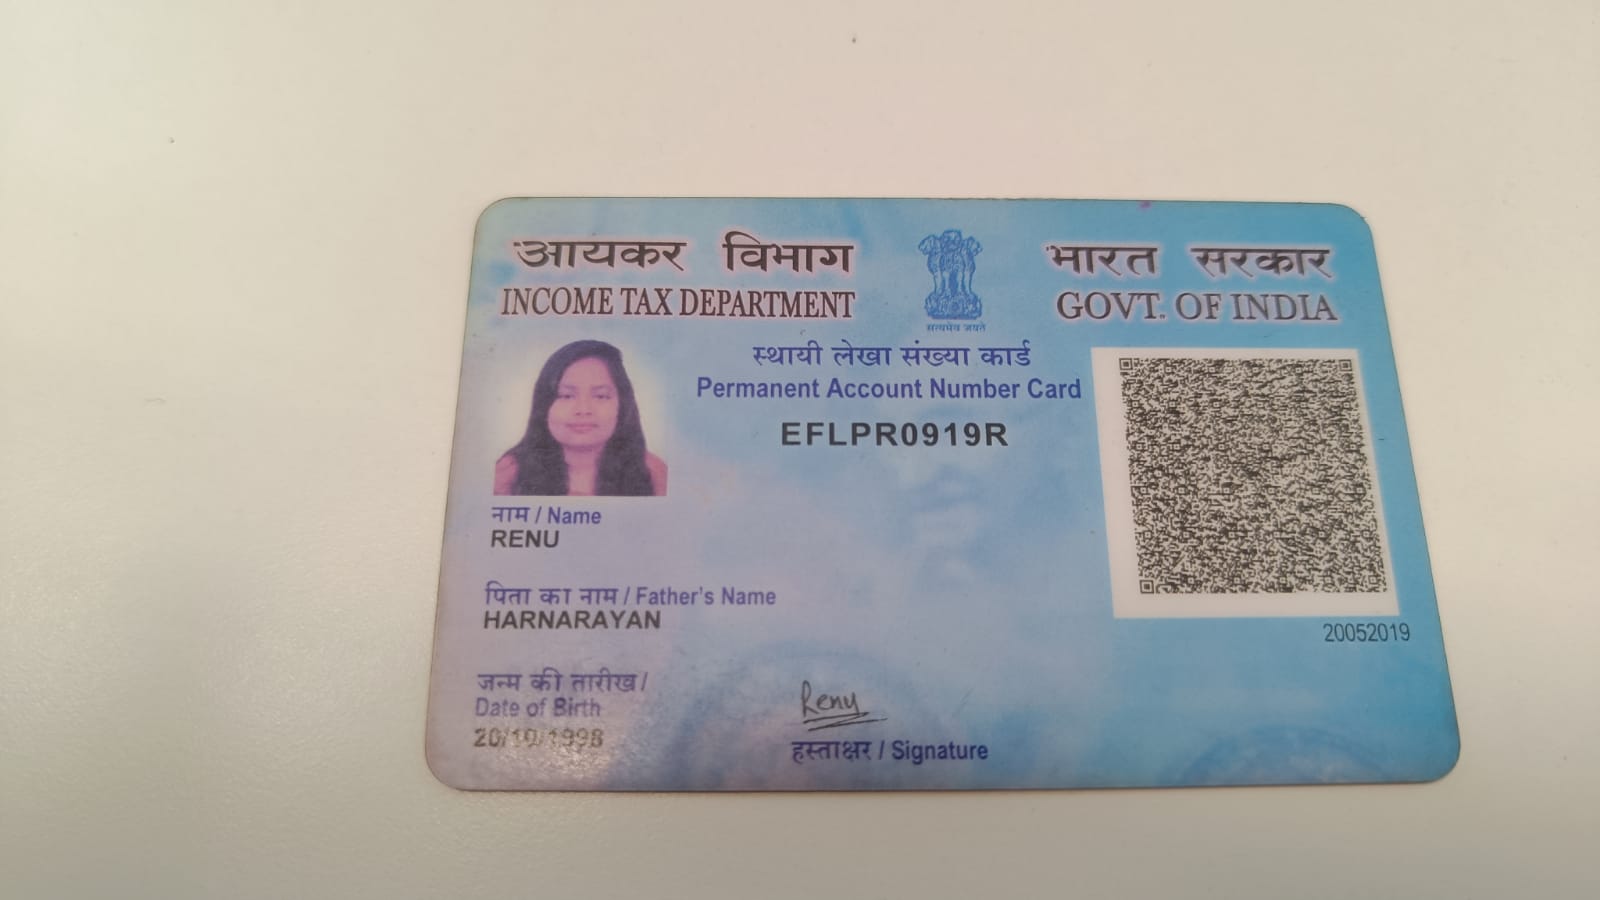 आयकर विभाग
INCOME TAX DEPARTMENT
सत्यमेव जयते
भारत सरकार
GOVT. OF INDIA
स्थायी लेखा संख्या कार्ड
Permanent Account Number Card
EFLPR0919R
नाम / Name
RENU
पिता का नाम / Father's Name
HARNARAYAN
जन्म की तारीख /
Date of Birth
20/10/1998
Renu
हस्ताक्षर / Signature
20052019